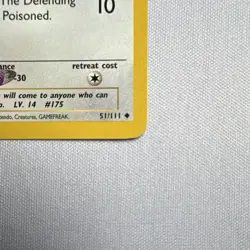 The Defending
10
Poisoned.
ance
retreat cost
-30
e will come to anyone who can
o. LV. 14 #175
ndo, Creatures, GAMEFREAK.
51/111